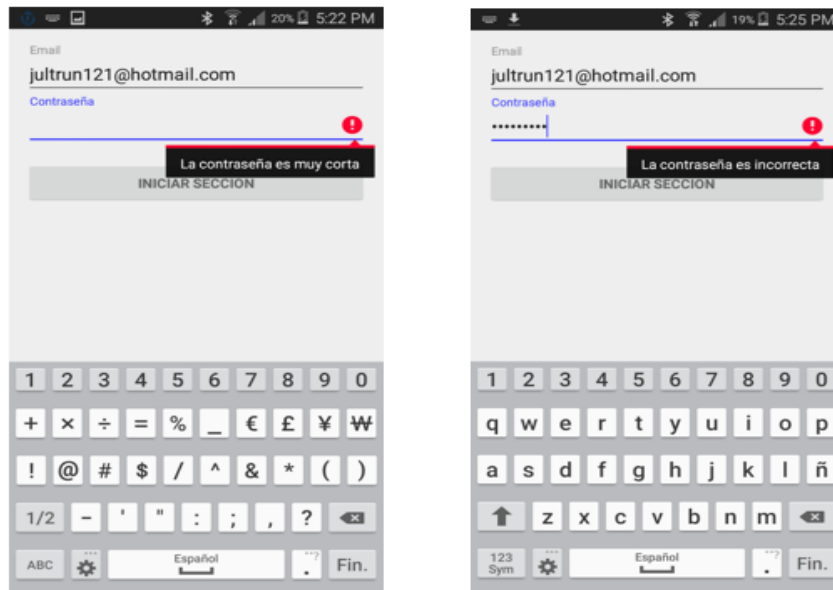 20% 5:22 PM
Email
jultrun121@hotmail.com
Contraseña
La contraseña es muy corta
INICIAR SECCION
1 2 3 4 5 6 7 8 9 0
+ × ÷ = % _ € £ ¥ ₩
! @ # $ / ^ & * ( )
1/2 - ' " : ; , ?
ABC Español . Fin.
19% 5:25 PM
Email
jultrun121@hotmail.com
Contraseña
•••••••••
La contraseña es incorrecta
INICIAR SECCION
1 2 3 4 5 6 7 8 9 0
q w e r t y u i o p
a s d f g h j k l ñ
z x c v b n m
123 Sym Español . Fin.